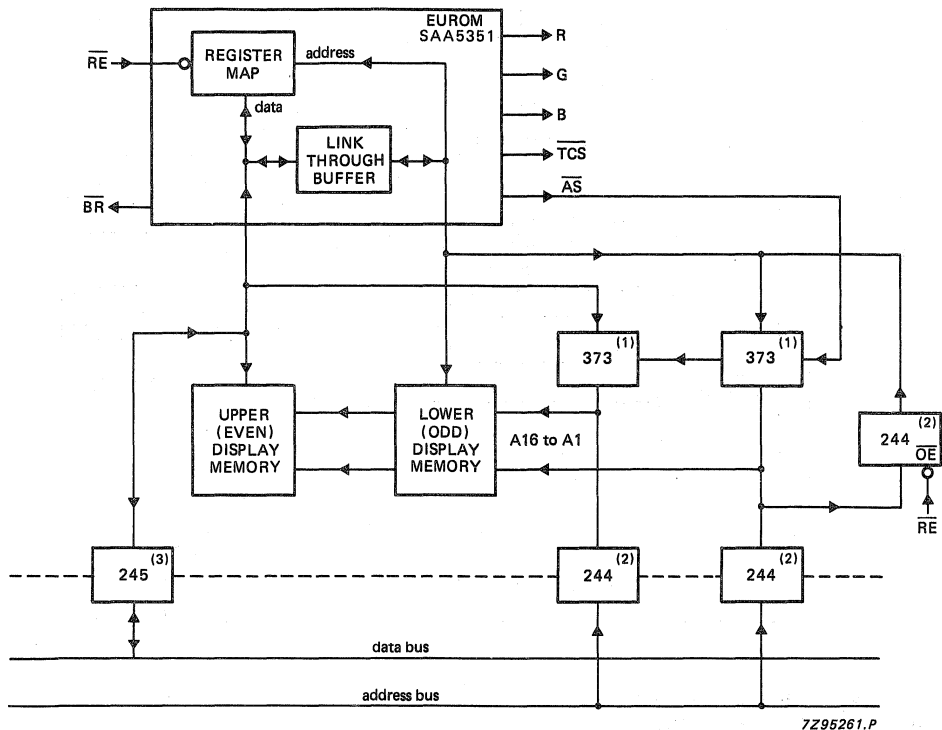 EUROM
SAA5351
R
G
B
TCS
AS
RE
REGISTER
MAP
address
data
LINK
THROUGH
BUFFER
BR
373 (1)
373 (1)
UPPER
(EVEN)
DISPLAY
MEMORY
LOWER
(ODD)
DISPLAY
MEMORY
A16 to A1
244 (2)
OE
RE
245 (3)
244 (2)
244 (2)
data bus
address bus
7Z95261.P